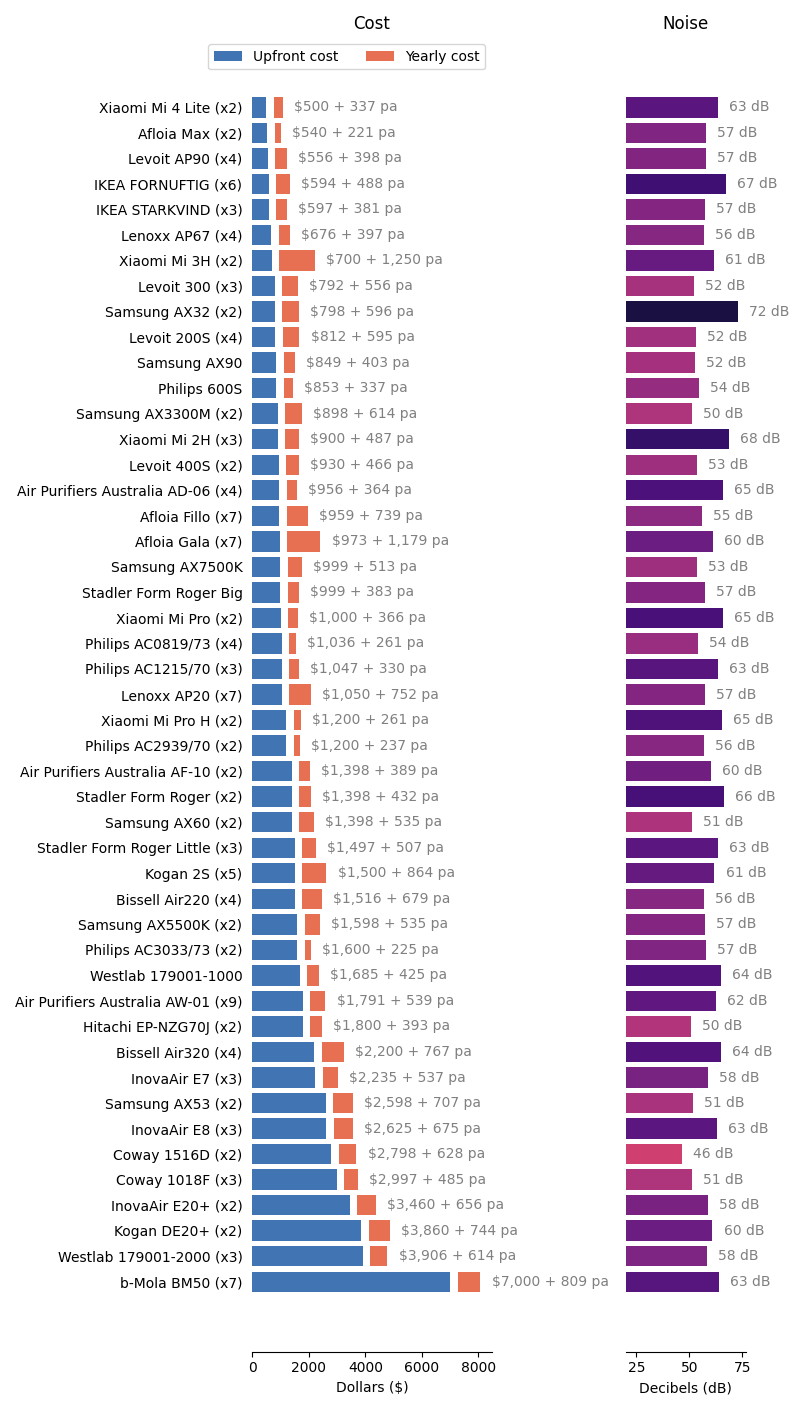 Cost Noise
Upfront cost Yearly cost
Xiaomi Mi 4 Lite (x2) $500 + 337 pa 63 dB
Afloia Max (x2) $540 + 221 pa 57 dB
Levoit AP90 (x4) $556 + 398 pa 57 dB
IKEA FORNUFTIG (x6) $594 + 488 pa 67 dB
IKEA STARKVIND (x3) $597 + 381 pa 57 dB
Lenoxx AP67 (x4) $676 + 397 pa 56 dB
Xiaomi Mi 3H (x2) $700 + 1,250 pa 61 dB
Levoit 300 (x3) $792 + 556 pa 52 dB
Samsung AX32 (x2) $798 + 596 pa 72 dB
Levoit 200S (x4) $812 + 595 pa 52 dB
Samsung AX90 $849 + 403 pa 52 dB
Philips 600S $853 + 337 pa 54 dB
Samsung AX3300M (x2) $898 + 614 pa 50 dB
Xiaomi Mi 2H (x3) $900 + 487 pa 68 dB
Levoit 400S (x2) $930 + 466 pa 53 dB
Air Purifiers Australia AD-06 (x4) $956 + 364 pa 65 dB
Afloia Fillo (x7) $959 + 739 pa 55 dB
Afloia Gala (x7) $973 + 1,179 pa 60 dB
Samsung AX7500K $999 + 513 pa 53 dB
Stadler Form Roger Big $999 + 383 pa 57 dB
Xiaomi Mi Pro (x2) $1,000 + 366 pa 65 dB
Philips AC0819/73 (x4) $1,036 + 261 pa 54 dB
Philips AC1215/70 (x3) $1,047 + 330 pa 63 dB
Lenoxx AP20 (x7) $1,050 + 752 pa 57 dB
Xiaomi Mi Pro H (x2) $1,200 + 261 pa 65 dB
Philips AC2939/70 (x2) $1,200 + 237 pa 56 dB
Air Purifiers Australia AF-10 (x2) $1,398 + 389 pa 60 dB
Stadler Form Roger (x2) $1,398 + 432 pa 66 dB
Samsung AX60 (x2) $1,398 + 535 pa 51 dB
Stadler Form Roger Little (x3) $1,497 + 507 pa 63 dB
Kogan 2S (x5) $1,500 + 864 pa 61 dB
Bissell Air220 (x4) $1,516 + 679 pa 56 dB
Samsung AX5500K (x2) $1,598 + 535 pa 57 dB
Philips AC3033/73 (x2) $1,600 + 225 pa 57 dB
Westlab 179001-1000 $1,685 + 425 pa 64 dB
Air Purifiers Australia AW-01 (x9) $1,791 + 539 pa 62 dB
Hitachi EP-NZG70J (x2) $1,800 + 393 pa 50 dB
Bissell Air320 (x4) $2,200 + 767 pa 64 dB
InovaAir E7 (x3) $2,235 + 537 pa 58 dB
Samsung AX53 (x2) $2,598 + 707 pa 51 dB
InovaAir E8 (x3) $2,625 + 675 pa 63 dB
Coway 1516D (x2) $2,798 + 628 pa 46 dB
Coway 1018F (x3) $2,997 + 485 pa 51 dB
InovaAir E20+ (x2) $3,460 + 656 pa 58 dB
Kogan DE20+ (x2) $3,860 + 744 pa 60 dB
Westlab 179001-2000 (x3) $3,906 + 614 pa 58 dB
b-Mola BM50 (x7) $7,000 + 809 pa 63 dB
0 2000 4000 6000 8000 25 50 75
Dollars ($) Decibels (dB)